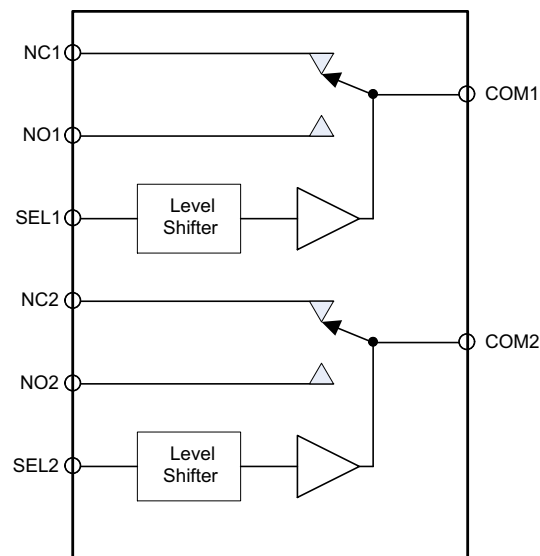 NC1
COM1
NO1
SEL1
Level
Shifter
NC2
COM2
NO2
SEL2
Level
Shifter